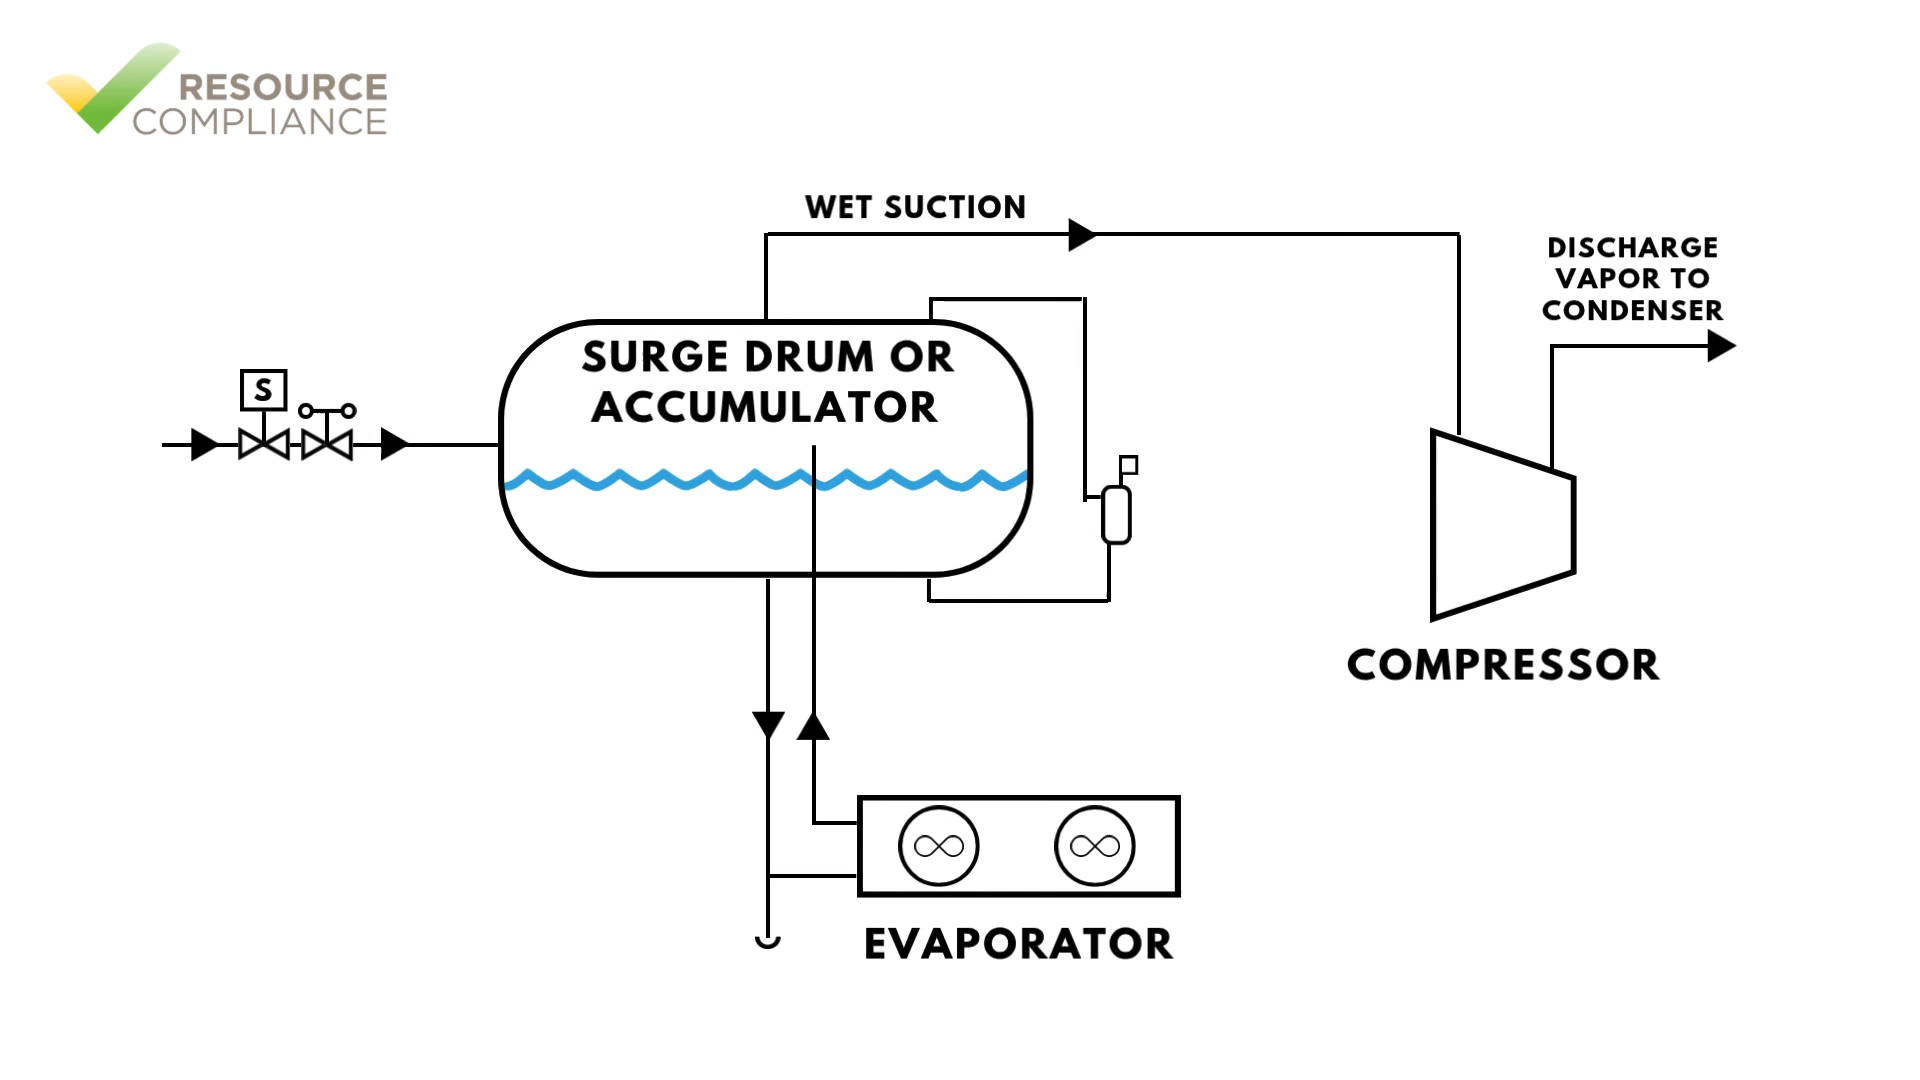 RESOURCE
COMPLIANCE
WET SUCTION
DISCHARGE
VAPOR TO
CONDENSER
SURGE DRUM OR
ACCUMULATOR
S
COMPRESSOR
EVAPORATOR